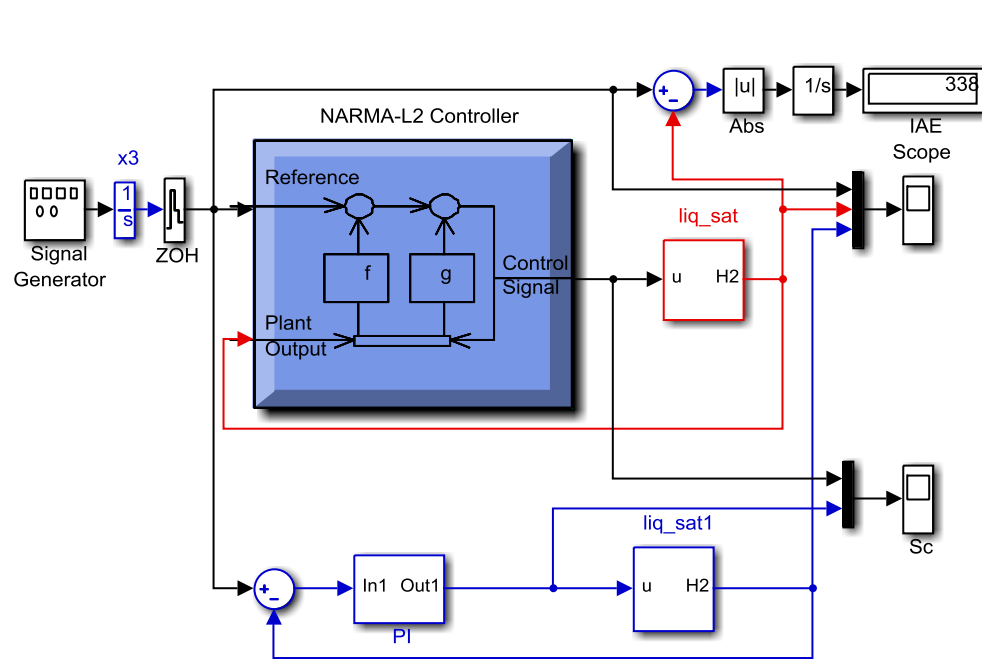 338
1/s
|u|
+
−
Abs
IAE
Scope
NARMA-L2 Controller
x3
1
s
Reference
Signal
Generator
ZOH
f
g
Control
Signal
Plant
Output
liq_sat
u
H2
liq_sat1
u
H2
Sc
+
−
In1
Out1
PI